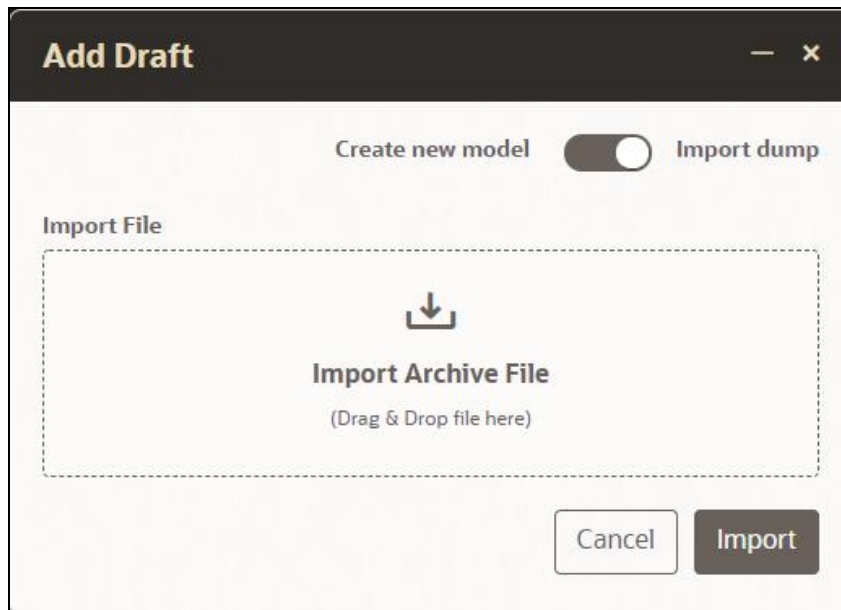 Add Draft
Create new model Import dump
Import File
Import Archive File
(Drag & Drop file here)
Cancel Import